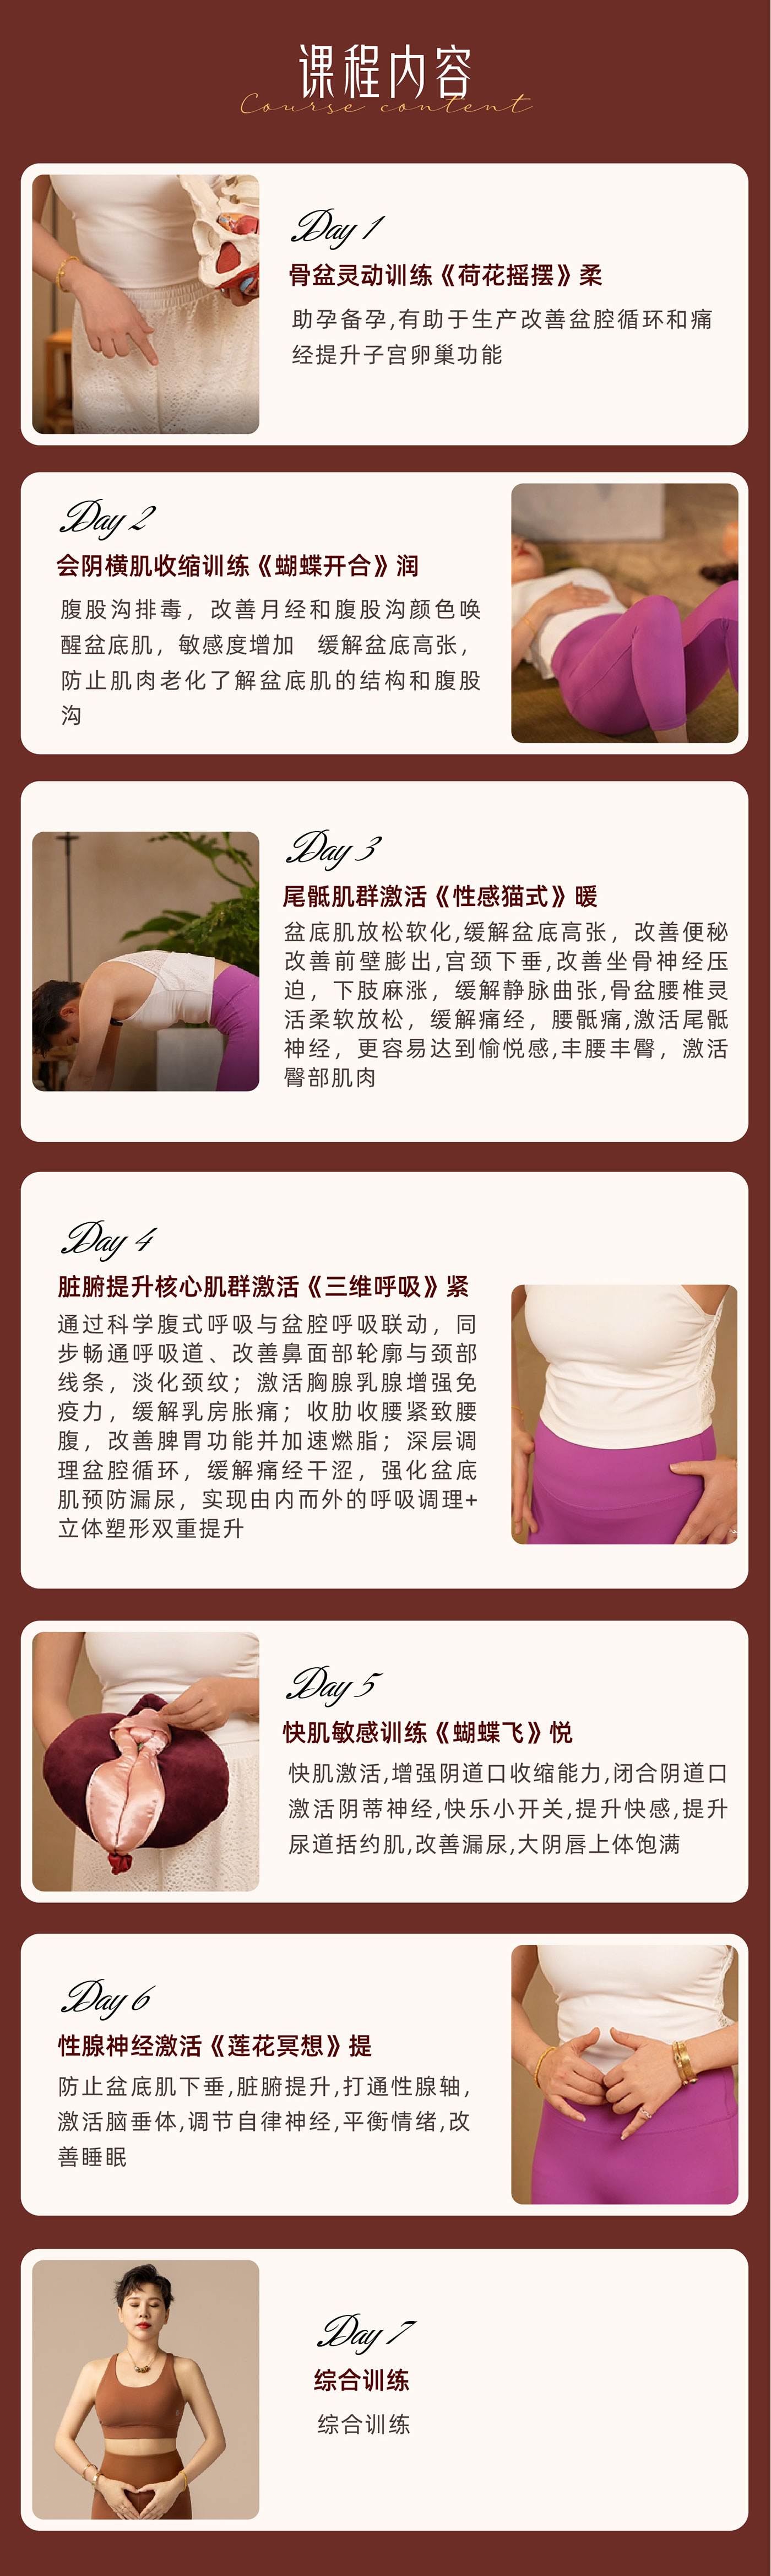 课程内容
Course content
Day 1
骨盆灵动训练《荷花摇摆》柔
助孕备孕,有助于生产改善盆腔循环和痛
经提升子宫卵巢功能
Day 2
会阴横肌收缩训练《蝴蝶开合》润
腹股沟排毒，改善月经和腹股沟颜色唤
醒盆底肌，敏感度增加 缓解盆底高张，
防止肌肉老化了解盆底肌的结构和腹股
沟
Day 3
尾骶肌群激活《性感猫式》暖
盆底肌放松软化,缓解盆底高张，改善便秘
改善前壁膨出,宫颈下垂,改善坐骨神经压
迫，下肢麻涨，缓解静脉曲张,骨盆腰椎灵
活柔软放松，缓解痛经，腰骶痛,激活尾骶
神经，更容易达到愉悦感,丰腰丰臀，激活
臀部肌肉
Day 4
脏腑提升核心肌群激活《三维呼吸》紧
通过科学腹式呼吸与盆腔呼吸联动，同
步畅通呼吸道、改善鼻面部轮廓与颈部
线条，淡化颈纹；激活胸腺乳腺增强免
疫力，缓解乳房胀痛；收肋收腰紧致腰
腹，改善脾胃功能并加速燃脂；深层调
理盆腔循环，缓解痛经干涩，强化盆底
肌预防漏尿，实现由内而外的呼吸调理+
立体塑形双重提升
Day 5
快肌敏感训练《蝴蝶飞》悦
快肌激活,增强阴道口收缩能力,闭合阴道口
激活阴蒂神经,快乐小开关,提升快感,提升
尿道括约肌,改善漏尿,大阴唇上体饱满
Day 6
性腺神经激活《莲花冥想》提
防止盆底肌下垂,脏腑提升,打通性腺轴,
激活脑垂体,调节自律神经,平衡情绪,改
善睡眠
Day 7
综合训练
综合训练